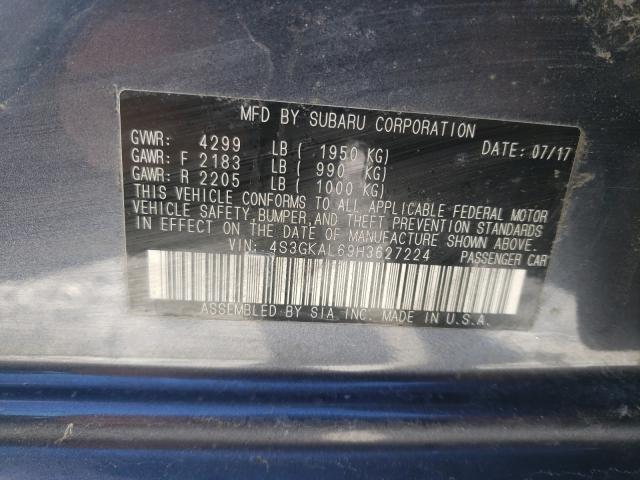 MFD BY SUBARU CORPORATION
GVWR: 4299 LB ( 1950 KG) DATE: 07/17
GAWR: F 2183 LB ( 990 KG)
GAWR: R 2205 LB ( 1000 KG)
THIS VEHICLE CONFORMS TO ALL APPLICABLE FEDERAL MOTOR
VEHICLE SAFETY, BUMPER, AND THEFT PREVENTION STANDARDS
IN EFFECT ON THE DATE OF MANUFACTURE SHOWN ABOVE.
VIN: 4S3GKAL69H3627224 PASSENGER CAR
ASSEMBLED BY SIA INC. MADE IN U.S.A.